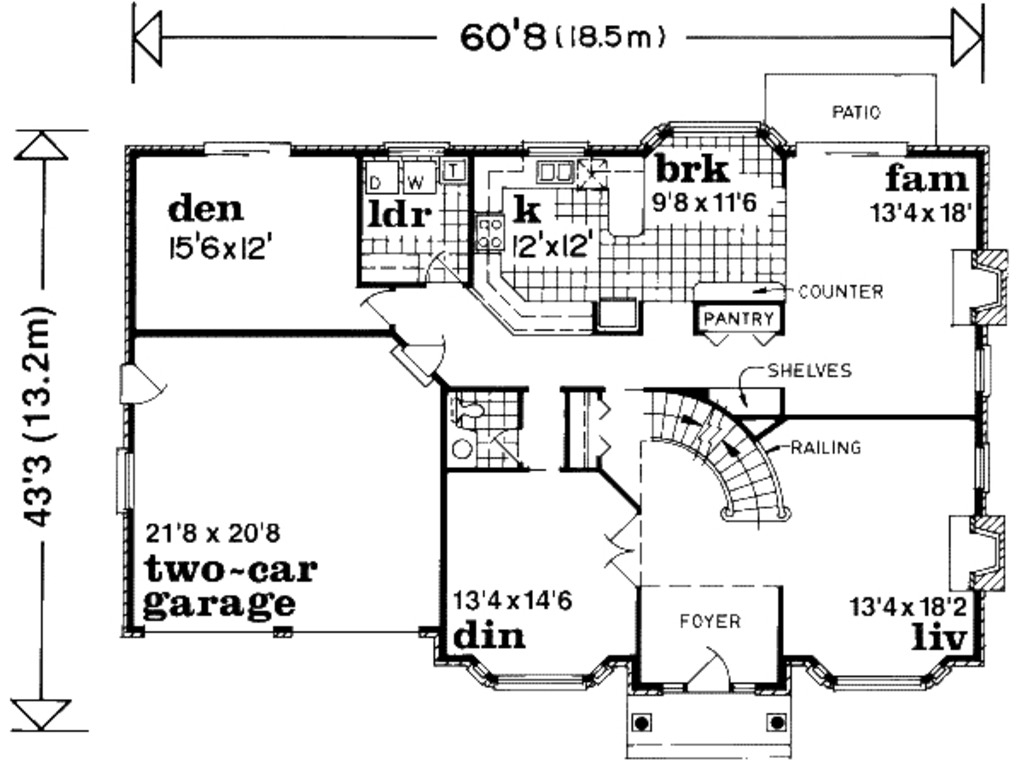 60'8 (18.5m)
PATIO
43'3 (13.2m)
den
15'6 x 12'
D
W
T
ldr
k
12' x 12'
brk
9'8 x 11'6
fam
13'4 x 18'
COUNTER
PANTRY
SHELVES
RAILING
21'8 x 20'8
two~car
garage
13'4 x 14'6
din
FOYER
13'4 x 18'2
liv